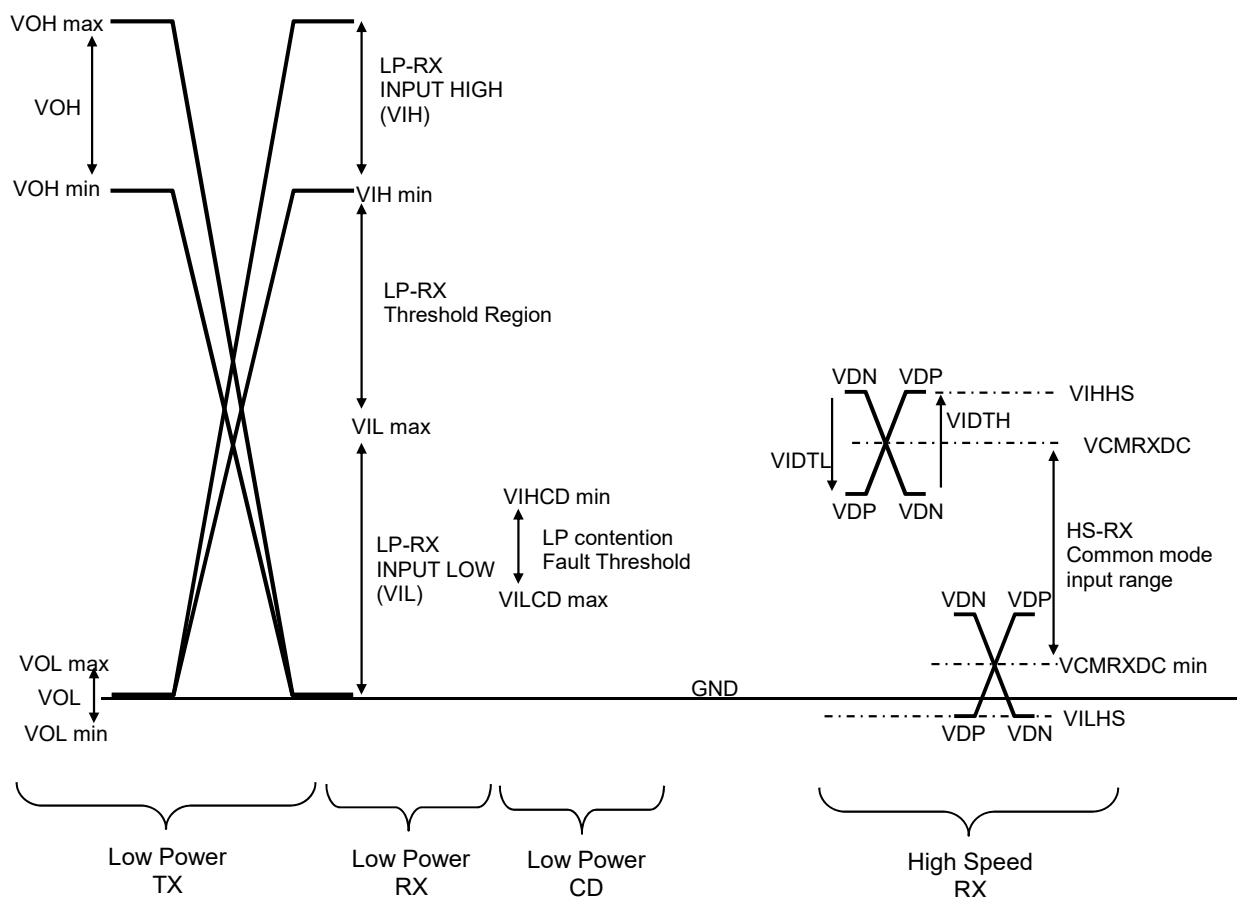 VOH max
VOH
VOH min
LP-RX
INPUT HIGH
(VIH)
VIH min
LP-RX
Threshold Region
VIL max
LP-RX
INPUT LOW
(VIL)
VIHCD min
LP contention
Fault Threshold
VILCD max
VOL max
VOL
VOL min
GND
VDN VDP
VIHHS
VIDTH
VCMRXDC
VIDTL
VDP VDN
HS-RX
Common mode
input range
VDN VDP
VCMRXDC min
VILHS
VDP VDN
Low Power
TX
Low Power
RX
Low Power
CD
High Speed
RX